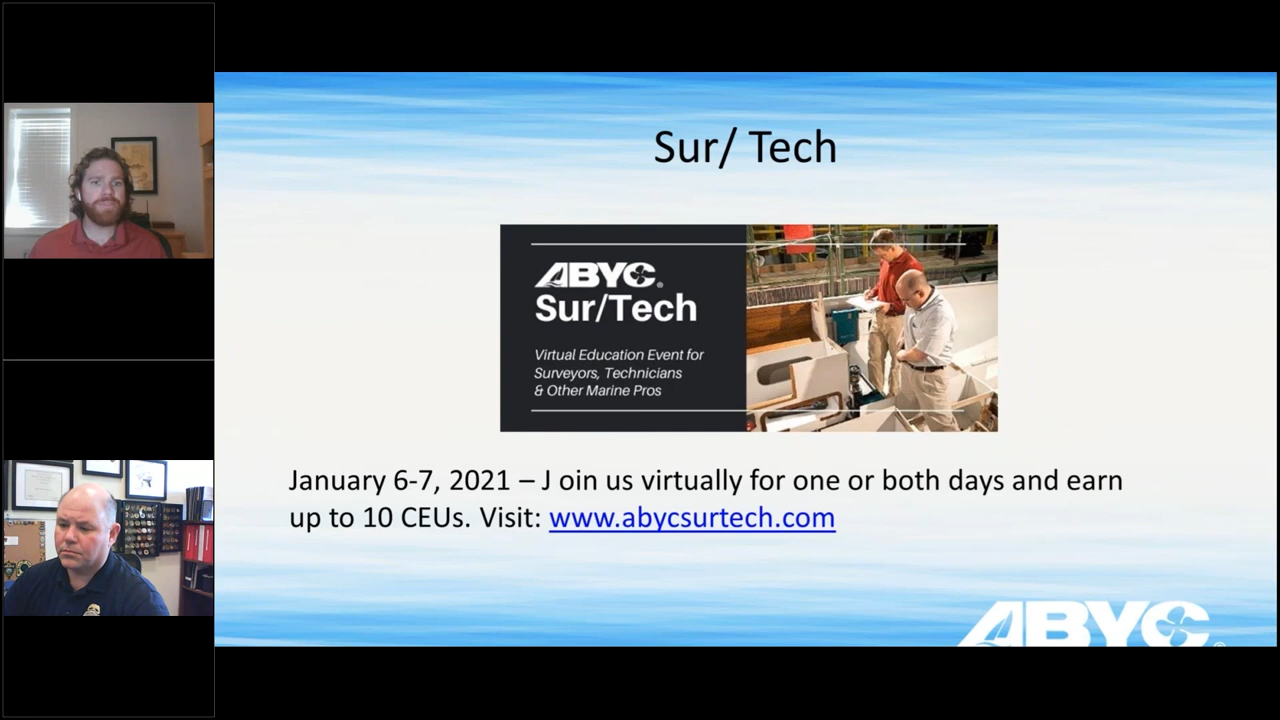 Sur/ Tech
ABYC®
Sur/Tech
Virtual Education Event for
Surveyors, Technicians
& Other Marine Pros
January 6-7, 2021 – J oin us virtually for one or both days and earn
up to 10 CEUs. Visit: www.abycsurtech.com
ABYC®